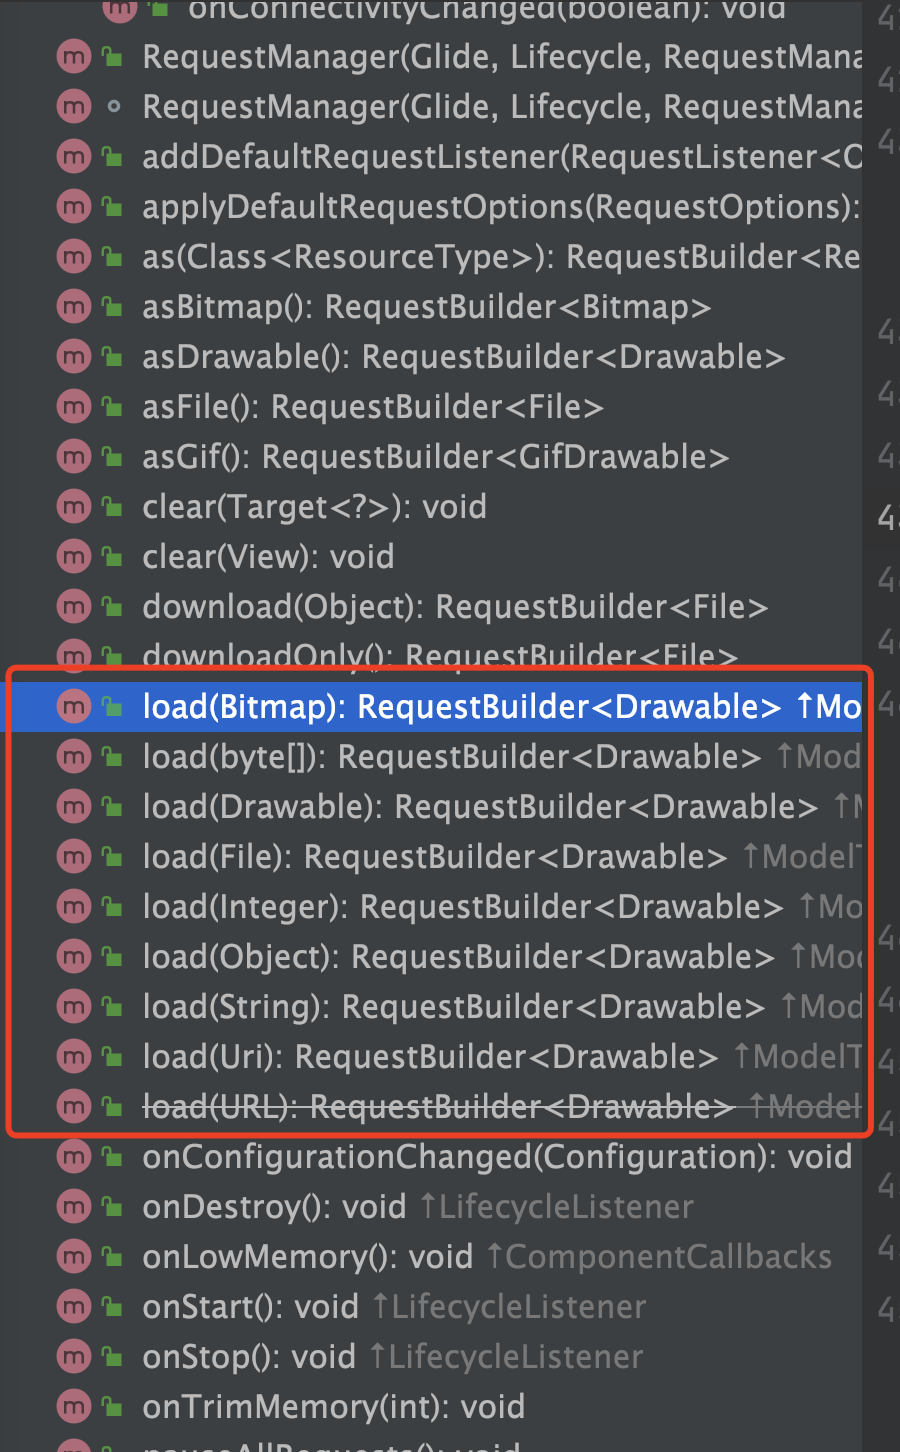 onConnectivityChanged(boolean): void
RequestManager(Glide, Lifecycle, RequestMana
RequestManager(Glide, Lifecycle, RequestMana
addDefaultRequestListener(RequestListener<O
applyDefaultRequestOptions(RequestOptions):
as(Class<ResourceType>): RequestBuilder<Re
asBitmap(): RequestBuilder<Bitmap>
asDrawable(): RequestBuilder<Drawable>
asFile(): RequestBuilder<File>
asGif(): RequestBuilder<GifDrawable>
clear(Target<?>): void
clear(View): void
download(Object): RequestBuilder<File>
downloadOnly(): RequestBuilder<File>
load(Bitmap): RequestBuilder<Drawable> ↑Mo
load(byte[]): RequestBuilder<Drawable> ↑Mod
load(Drawable): RequestBuilder<Drawable> ↑M
load(File): RequestBuilder<Drawable> ↑ModelT
load(Integer): RequestBuilder<Drawable> ↑Mo
load(Object): RequestBuilder<Drawable> ↑Mod
load(String): RequestBuilder<Drawable> ↑Mod
load(Uri): RequestBuilder<Drawable> ↑ModelT
load(URL): RequestBuilder<Drawable> ↑Model
onConfigurationChanged(Configuration): void
onDestroy(): void ↑LifecycleListener
onLowMemory(): void ↑ComponentCallbacks
onStart(): void ↑LifecycleListener
onStop(): void ↑LifecycleListener
onTrimMemory(int): void
pauseAllRequests(): void